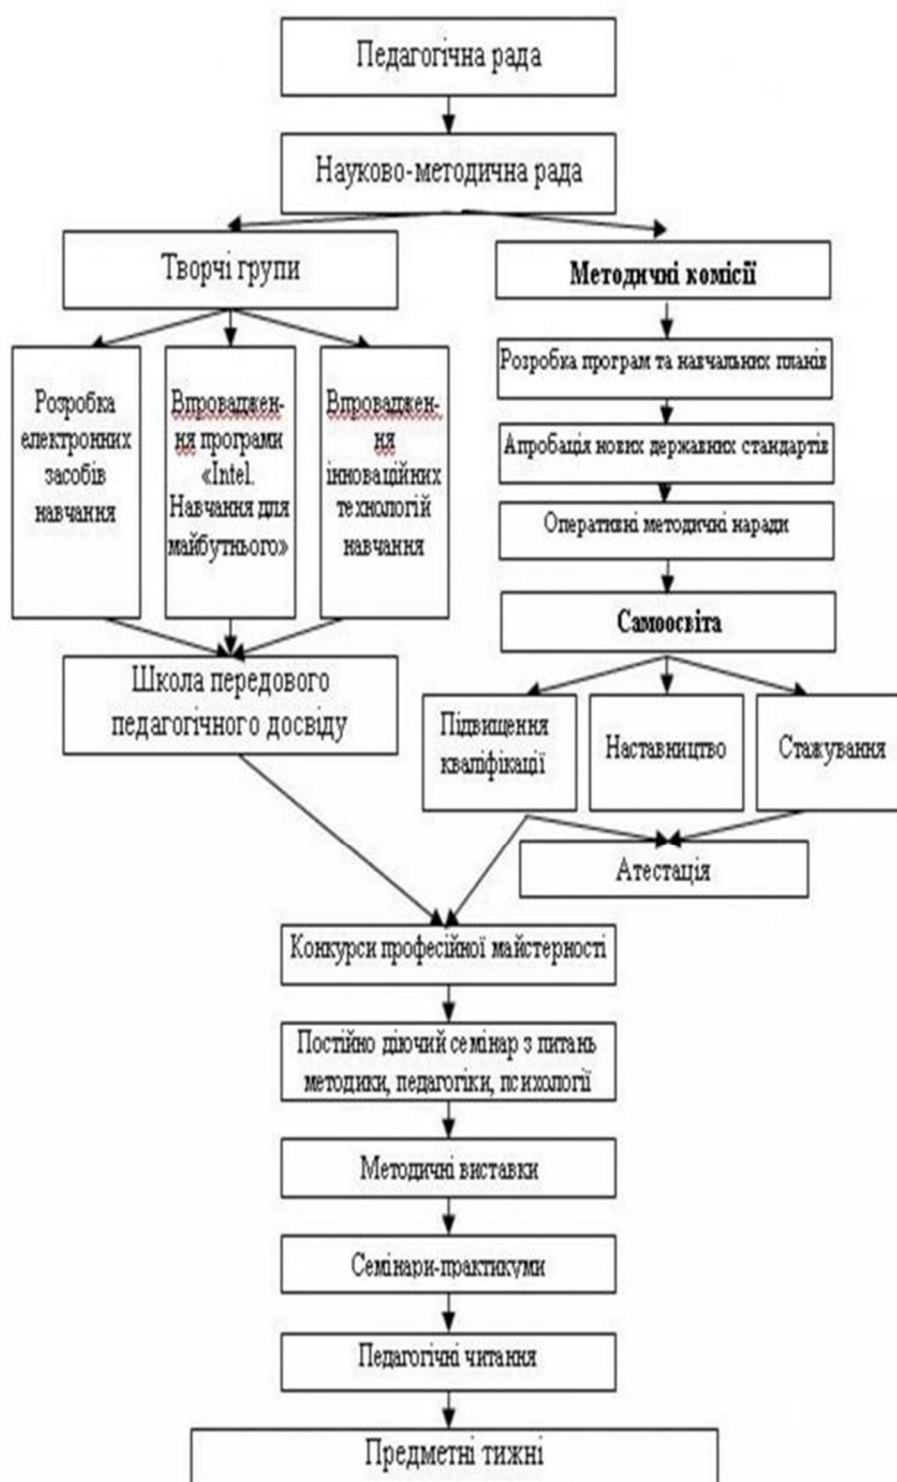 Педагогічна рада
Науково-методична рада
Творчі групи
Методичні комісії
Розробка
електронних
засобів
навчання
Впроваджен-
ня програми
«Intel.
Навчання для
майбутнього»
Впроваджен-
ня
інноваційних
технологій
навчання
Розробка програм та навчальних планів
Апробація нових державних стандартів
Оперативні методичні наради
Самоосвіта
Школа передового
педагогічного досвіду
Підвищення
кваліфікації
Наставництво
Стажування
Атестація
Конкурси професійної майстерності
Постійно діючий семінар з питань
методики, педагогіки, психології
Методичні виставки
Семінари-практикуми
Педагогічні читання
Предметні тижні